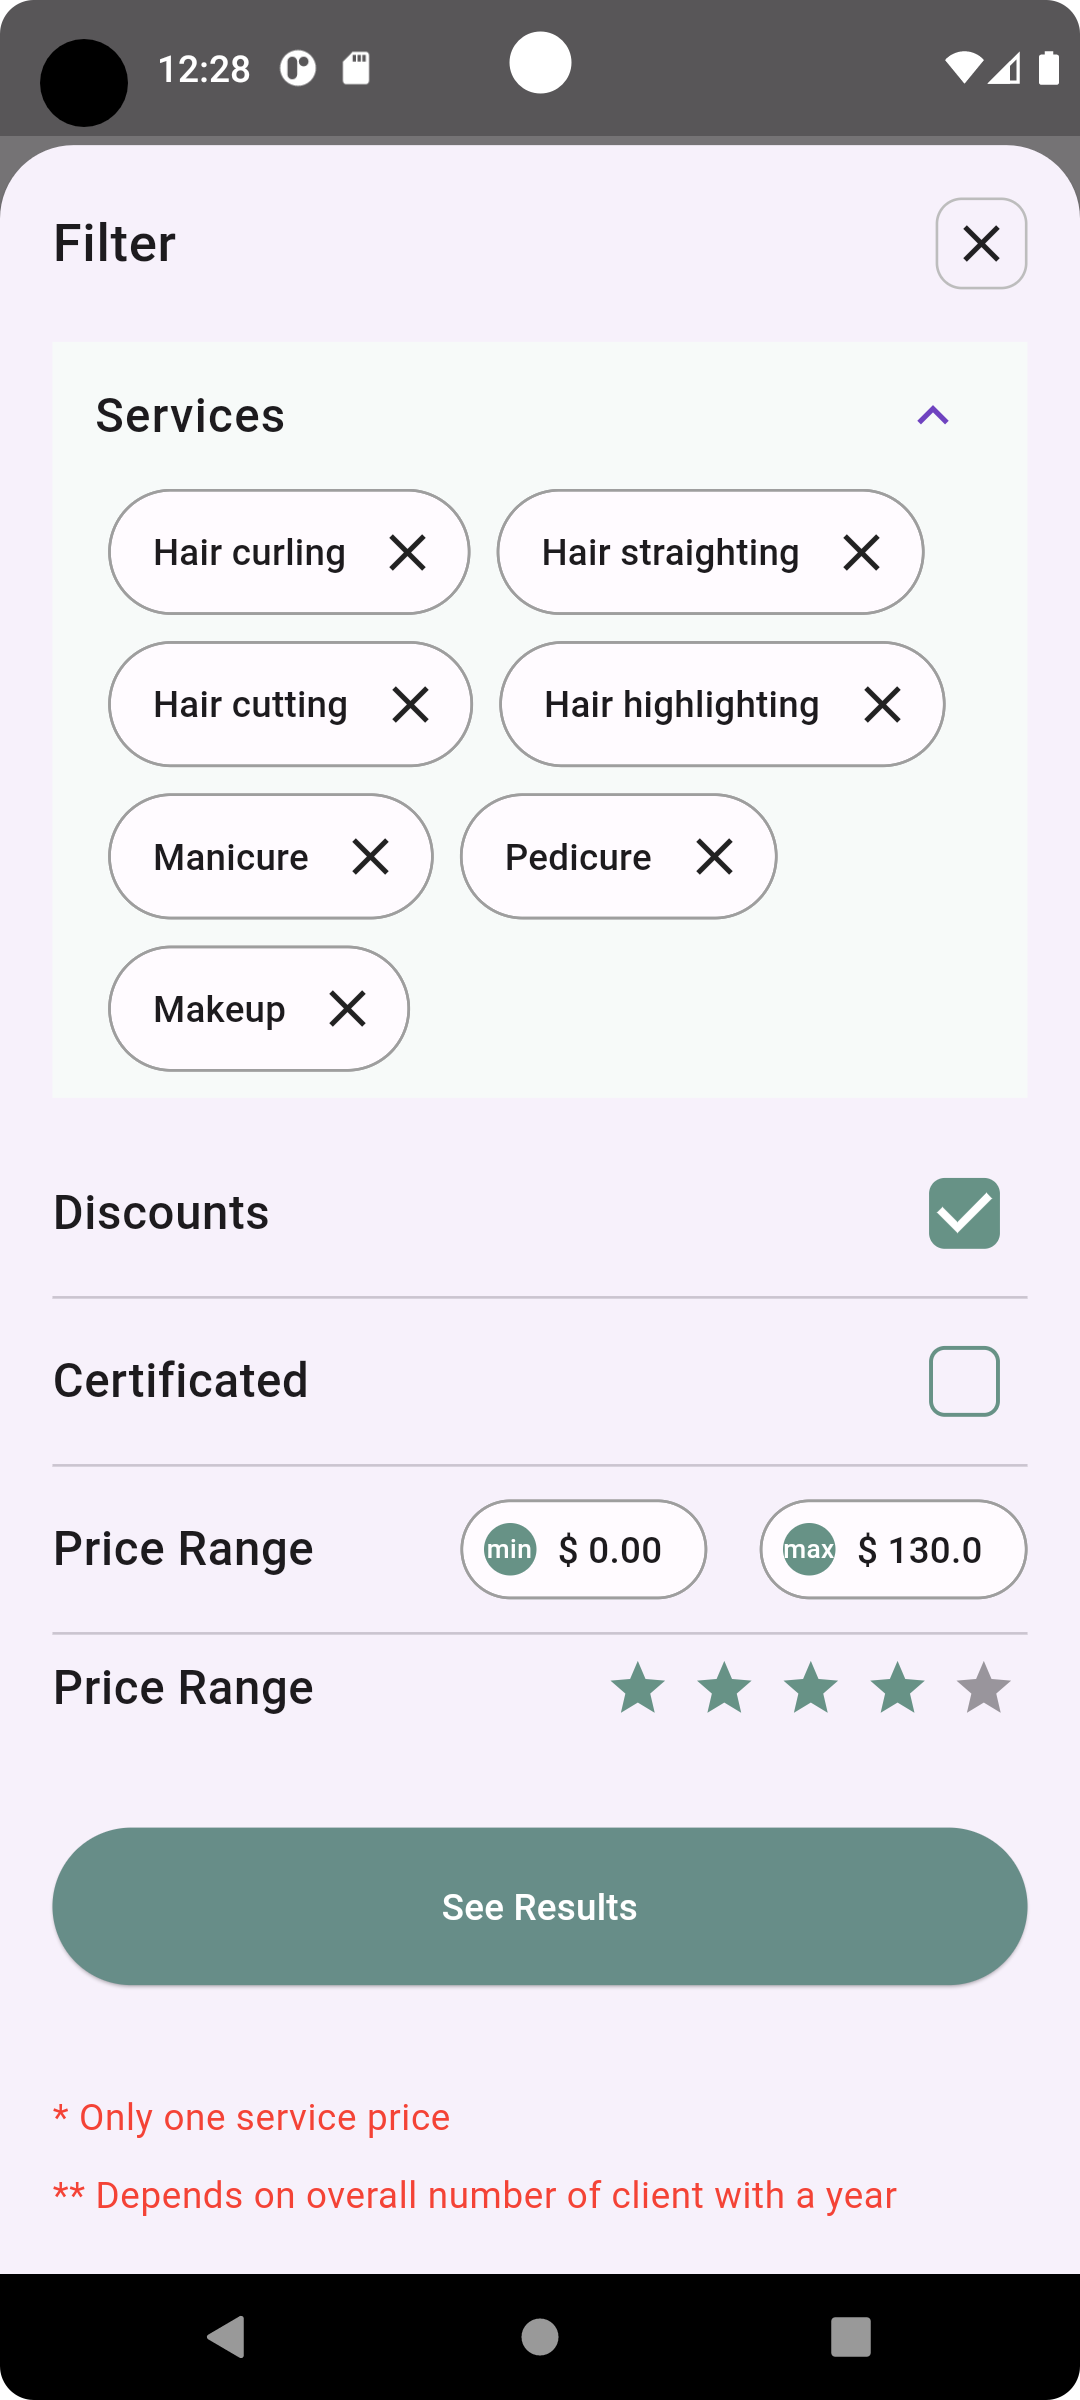 12:28
Filter
Services
Hair curling
Hair straighting
Hair cutting
Hair highlighting
Manicure
Pedicure
Makeup
Discounts
Certificated
Price Range
min $ 0.00
max $ 130.0
Price Range
See Results
* Only one service price
** Depends on overall number of client with a year